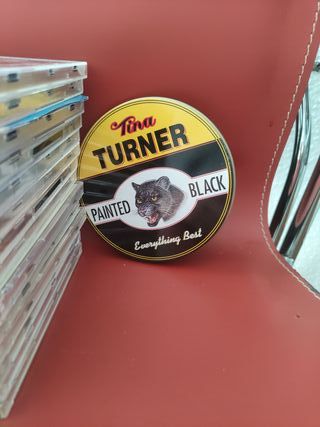 Tina
TURNER
PAINTED BLACK
Everything Best